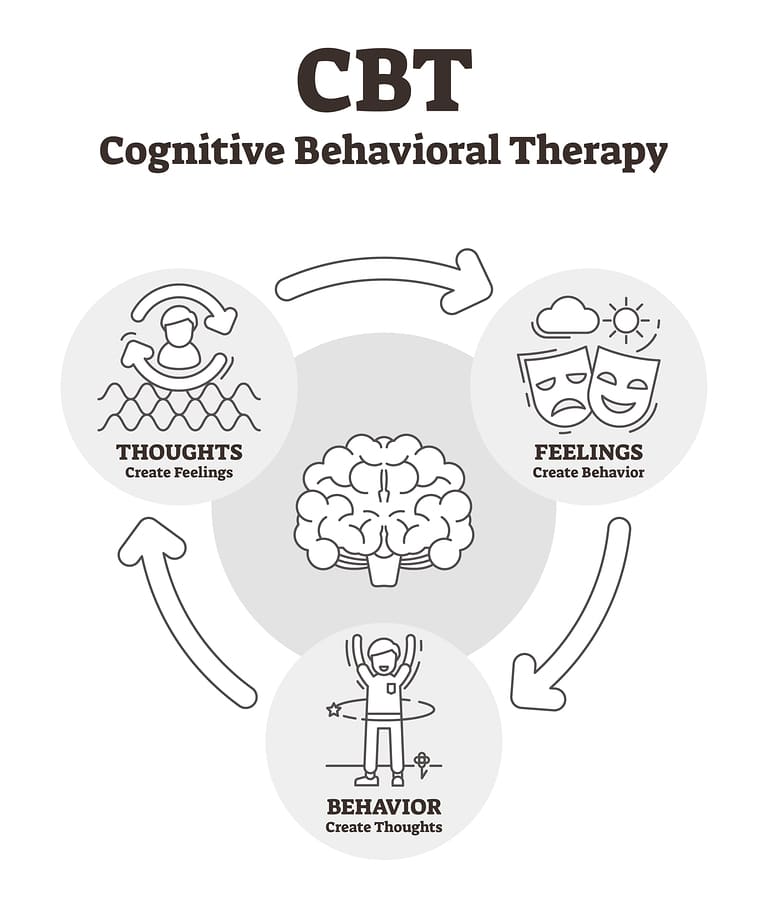 CBT
Cognitive Behavioral Therapy
THOUGHTS
Create Feelings
FEELINGS
Create Behavior
BEHAVIOR
Create Thoughts